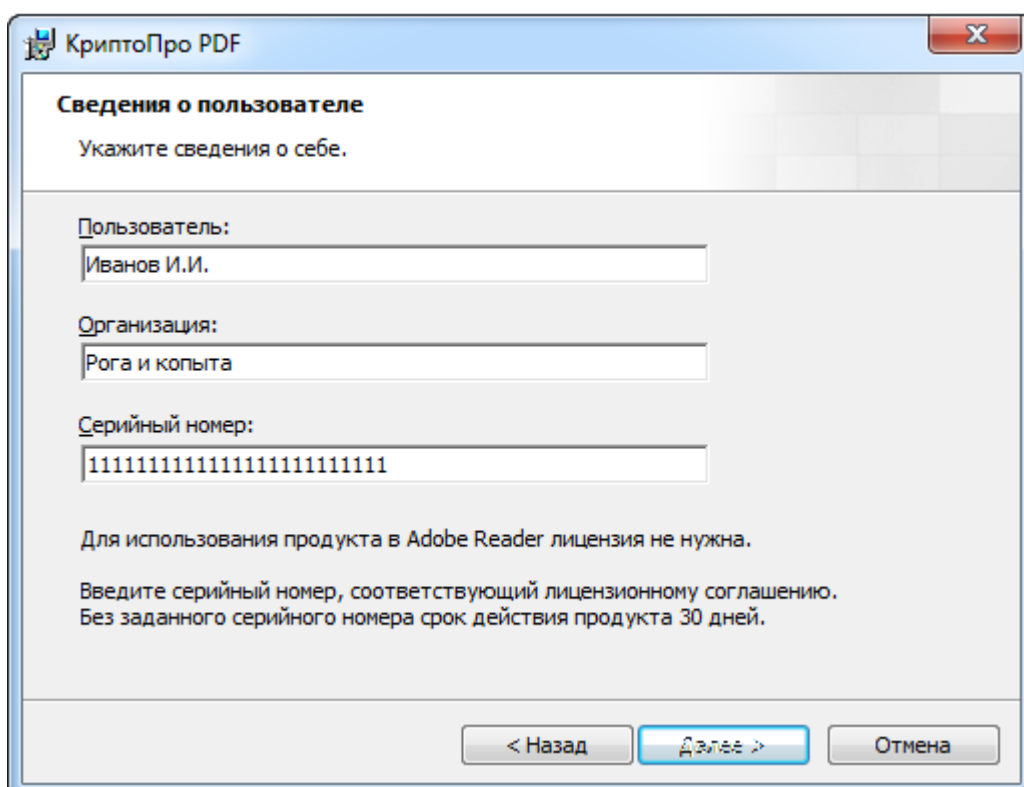 КриптоПро PDF
Сведения о пользователе
Укажите сведения о себе.
Пользователь:
Иванов И.И.
Организация:
Рога и копыта
Серийный номер:
1111111111111111111111111
Для использования продукта в Adobe Reader лицензия не нужна.
Введите серийный номер, соответствующий лицензионному соглашению.
Без заданного серийного номера срок действия продукта 30 дней.
< Назад
Далее >
Отмена